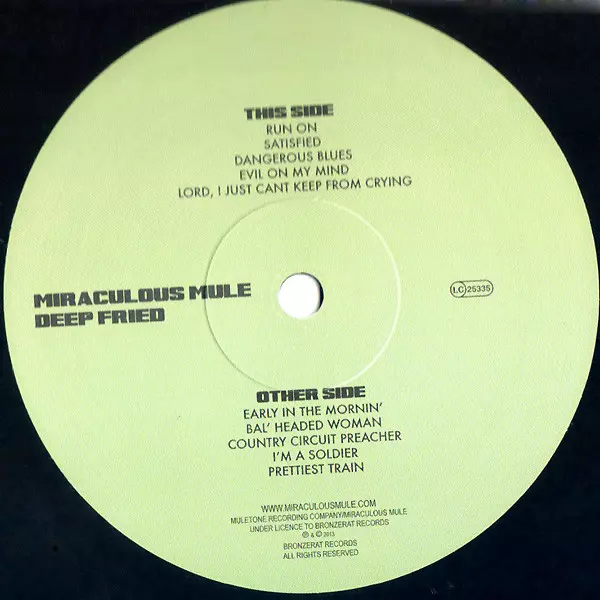 THIS SIDE
RUN ON
SATISFIED
DANGEROUS BLUES
EVIL ON MY MIND
LORD, I JUST CANT KEEP FROM CRYING
MIRACULOUS MULE
DEEP FRIED
LC 25335
OTHER SIDE
EARLY IN THE MORNIN'
BAL' HEADED WOMAN
COUNTRY CIRCUIT PREACHER
I'M A SOLDIER
PRETTIEST TRAIN
WWW.MIRACULOUSMULE.COM
MULETONE RECORDING COMPANY/MIRACULOUS MULE
UNDER LICENCE TO BRONZERAT RECORDS
℗ & © 2013
BRONZERAT RECORDS
ALL RIGHTS RESERVED